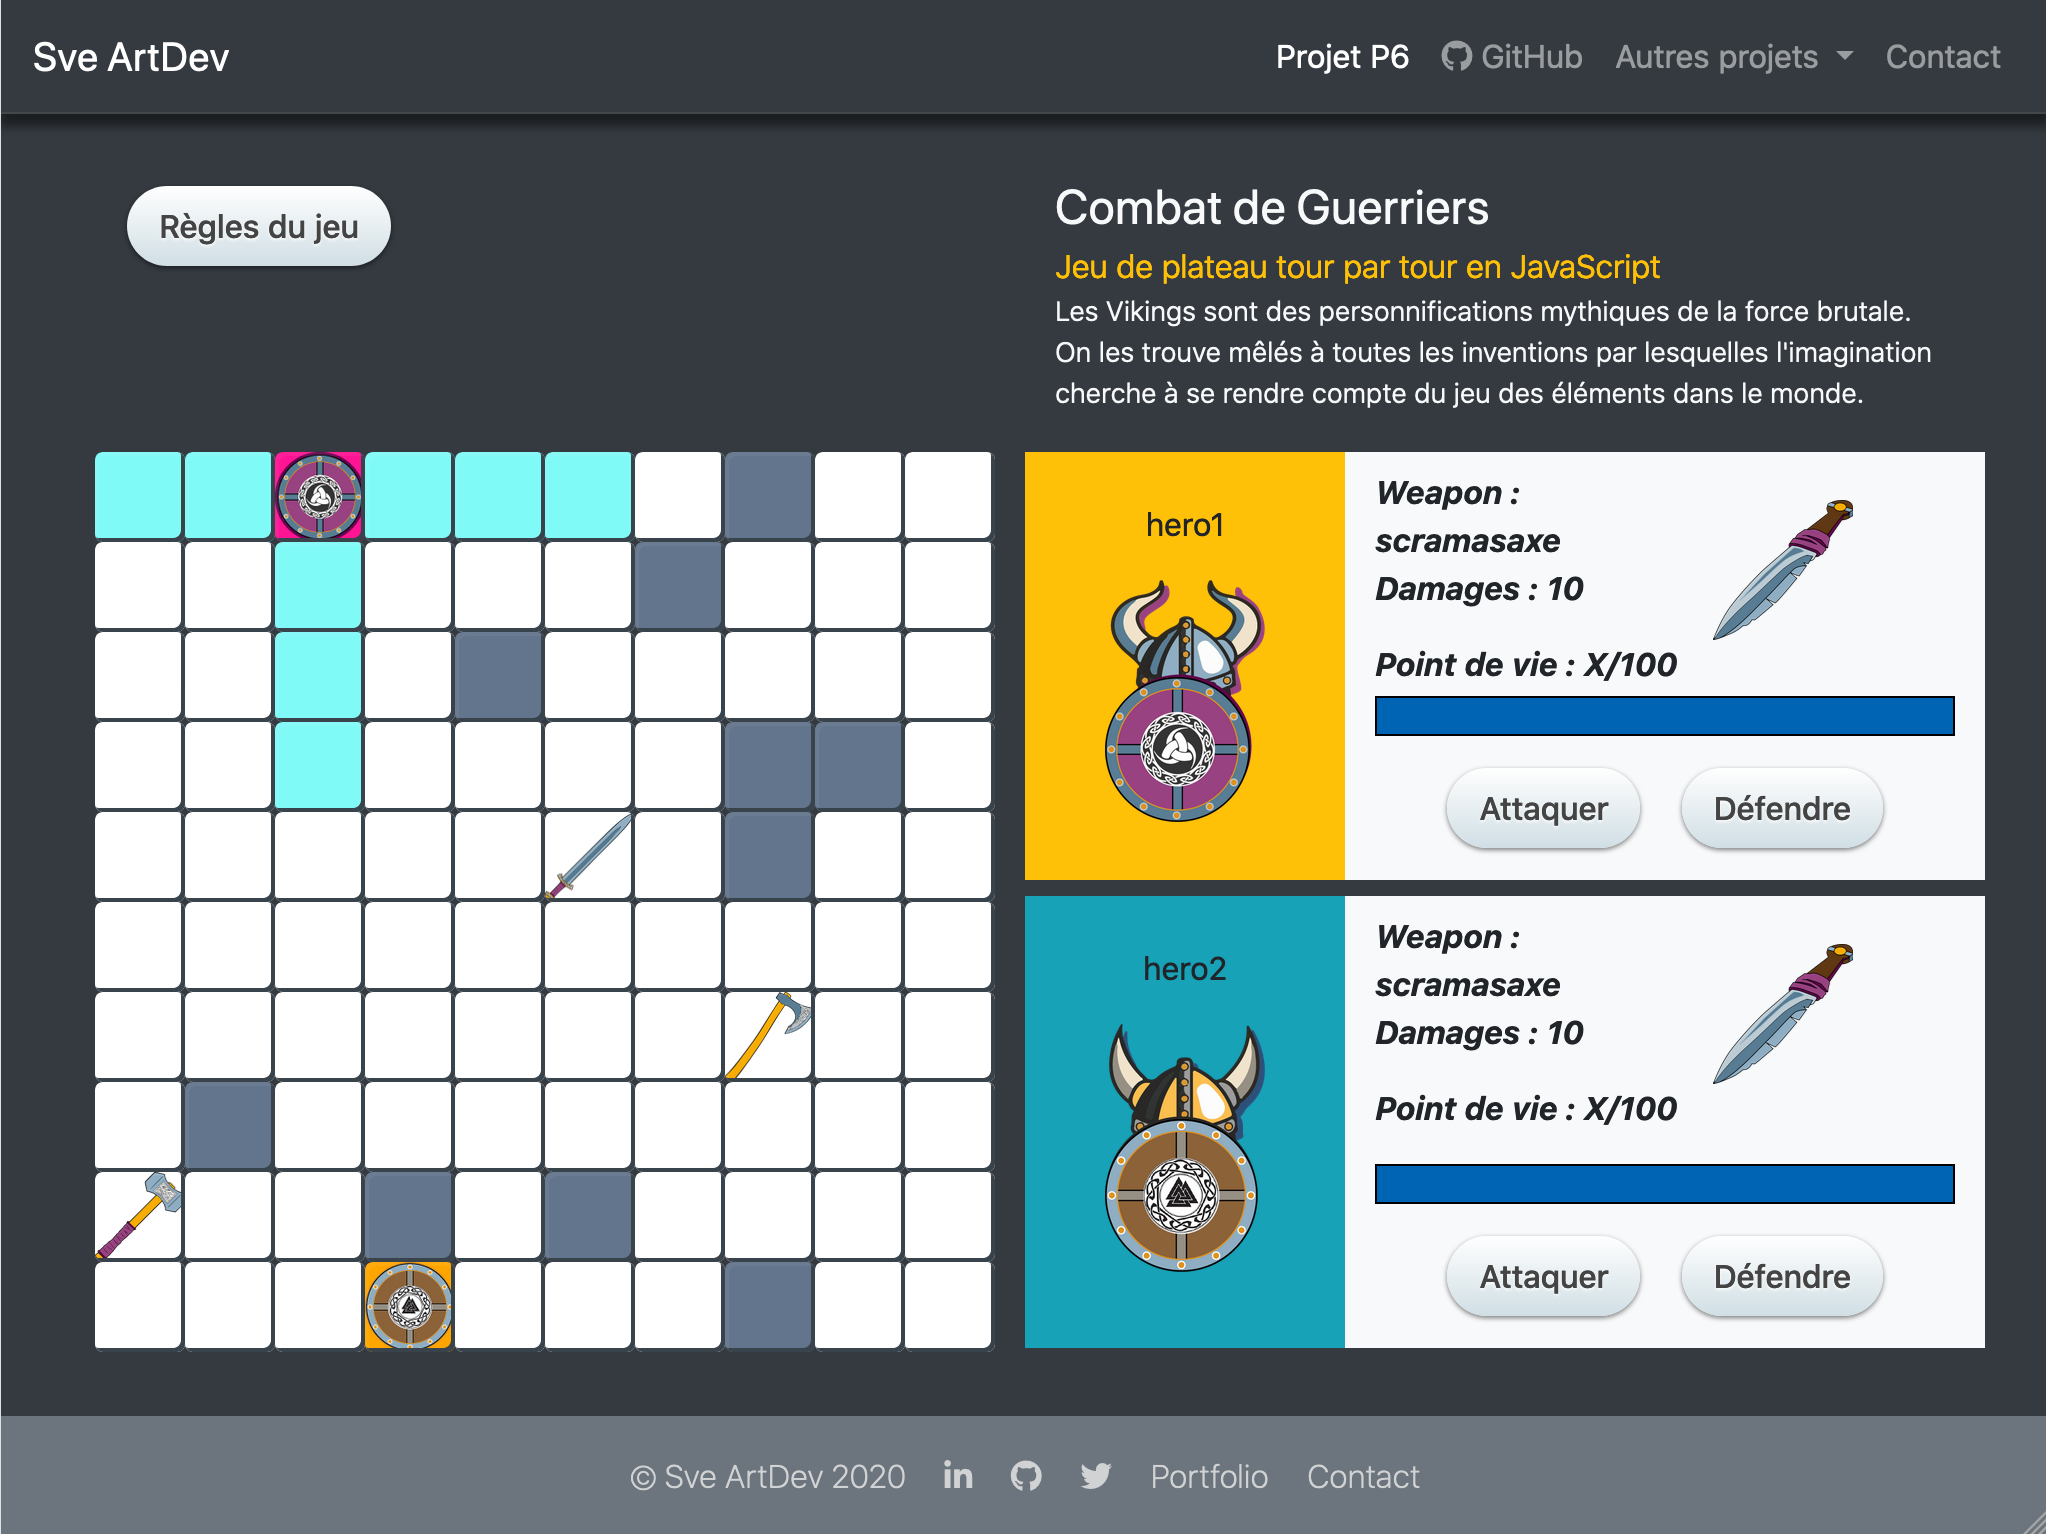 Sve ArtDev
Projet P6 GitHub Autres projets Contact
Règles du jeu
Combat de Guerriers
Jeu de plateau tour par tour en JavaScript
Les Vikings sont des personnifications mythiques de la force brutale.
On les trouve mêlés à toutes les inventions par lesquelles l'imagination
cherche à se rendre compte du jeu des éléments dans le monde.
hero1
Weapon :
scramasaxe
Damages : 10
Point de vie : X/100
Attaquer Défendre
hero2
Weapon :
scramasaxe
Damages : 10
Point de vie : X/100
Attaquer Défendre
© Sve ArtDev 2020 in Portfolio Contact